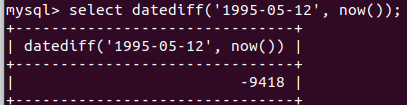 mysql> select datediff('1995-05-12', now());
+-------------------------------+
| datediff('1995-05-12', now()) |
+-------------------------------+
|                         -9418 |
+-------------------------------+